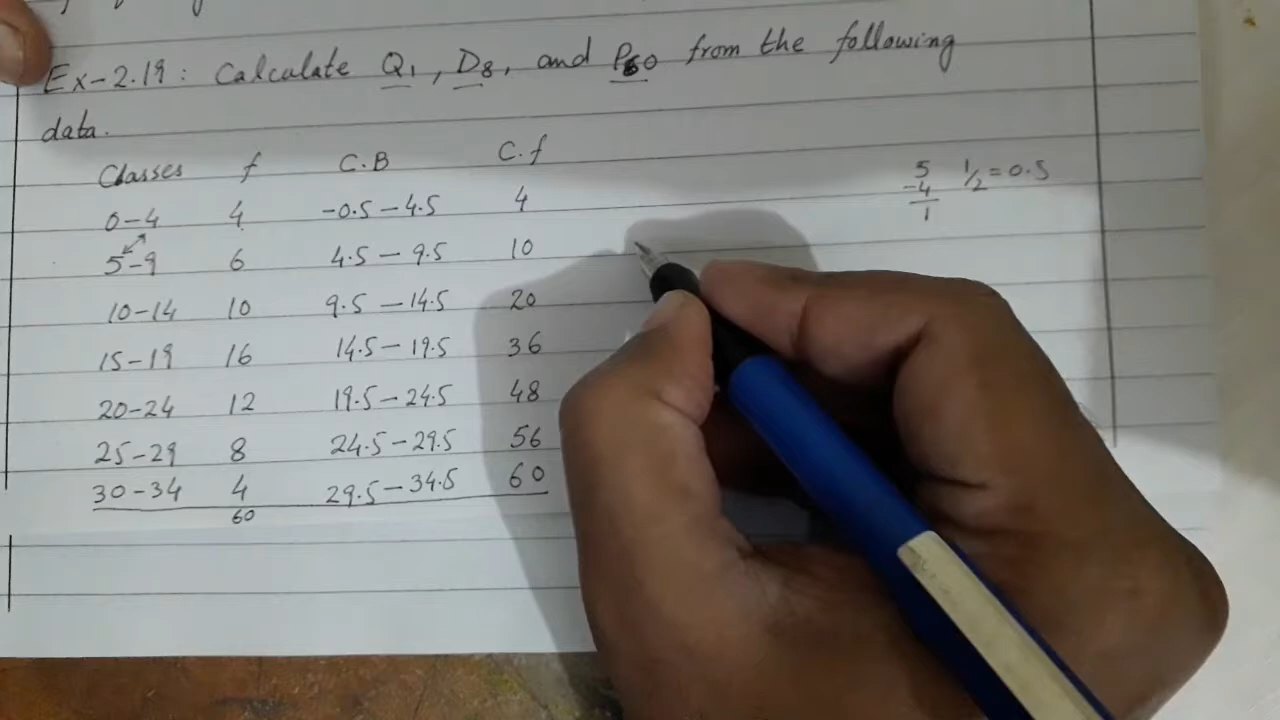 Ex-2.19: Calculate Q1, D8, and P60 from the following
data.
Classes f C.B C.f
0-4 4 -0.5-4.5 4
5-9 6 4.5-9.5 10
10-14 10 9.5-14.5 20
15-19 16 14.5-19.5 36
20-24 12 19.5-24.5 48
25-29 8 24.5-29.5 56
30-34 4 29.5-34.5 60
60
5
-4
1
1/2=0.5